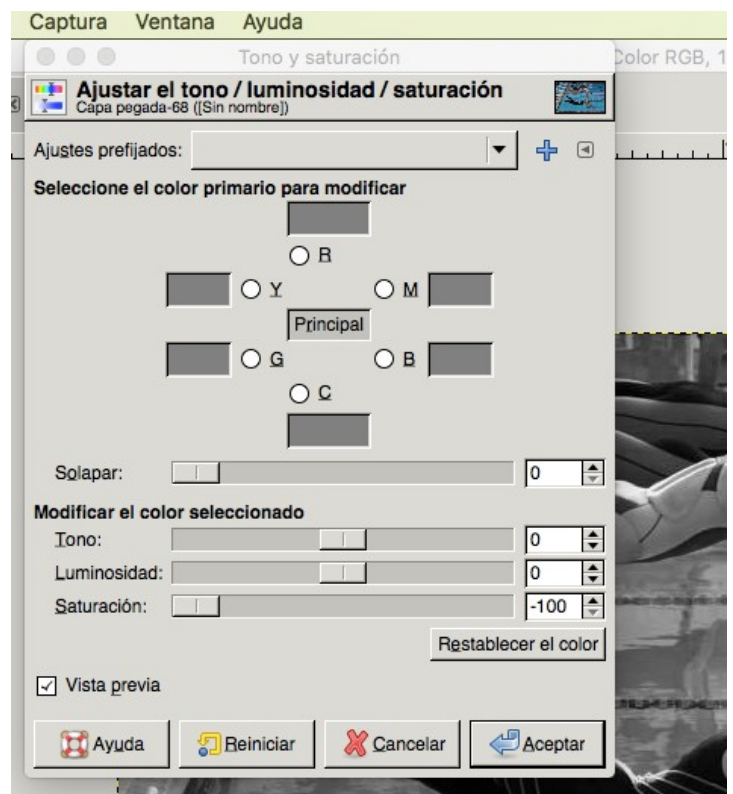 Captura Ventana Ayuda
Tono y saturación
Color RGB, 1
Ajustar el tono / luminosidad / saturación
Capa pegada-68 ([Sin nombre])
Ajustes prefijados:
Seleccione el color primario para modificar
R
Y M
Principal
G B
C
Solapar: 0
Modificar el color seleccionado
Tono: 0
Luminosidad: 0
Saturación: -100
Restablecer el color
Vista previa
Ayuda Reiniciar Cancelar Aceptar